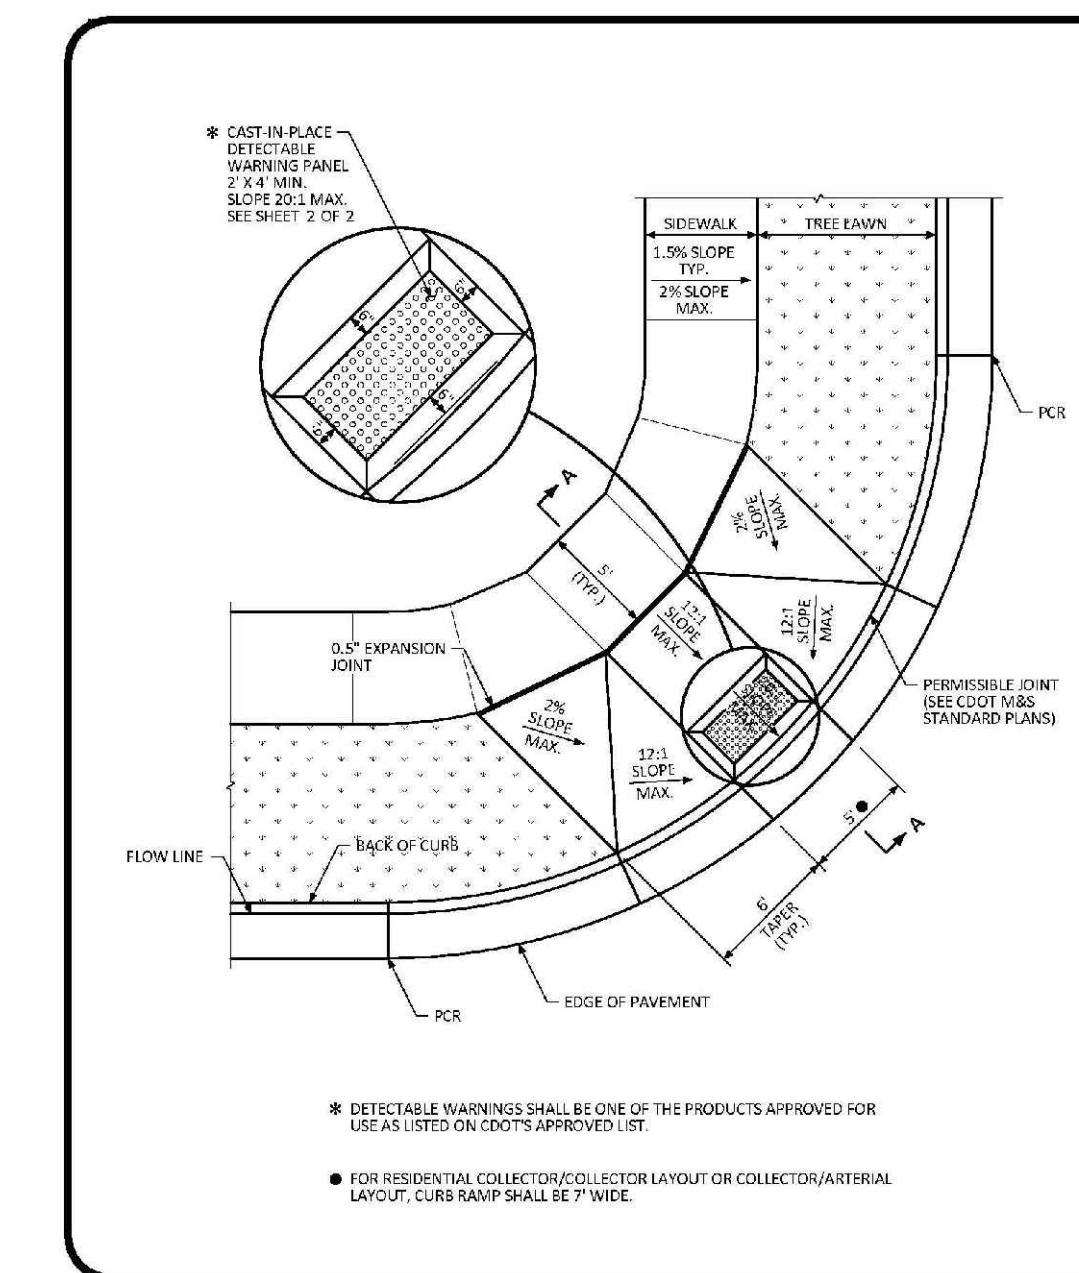 ✻ CAST-IN-PLACE
DETECTABLE
WARNING PANEL
2' X 4' MIN.
SLOPE 20:1 MAX.
SEE SHEET 2 OF 2
6"
6"
6"
6"
SIDEWALK
TREE LAWN
1.5% SLOPE
TYP.
2% SLOPE
MAX.
PCR
A
2%
SLOPE
MAX.
5'
(TYP.)
12:1
SLOPE
MAX.
12:1
SLOPE
MAX.
0.5" EXPANSION
JOINT
PERMISSIBLE JOINT
(SEE CDOT M&S
STANDARD PLANS)
2%
SLOPE
MAX.
12:1
SLOPE
MAX.
5' ●
A
FLOW LINE
BACK OF CURB
6'
TAPER
(TYP.)
EDGE OF PAVEMENT
PCR
✻ DETECTABLE WARNINGS SHALL BE ONE OF THE PRODUCTS APPROVED FOR
USE AS LISTED ON CDOT'S APPROVED LIST.
● FOR RESIDENTIAL COLLECTOR/COLLECTOR LAYOUT OR COLLECTOR/ARTERIAL
LAYOUT, CURB RAMP SHALL BE 7' WIDE.